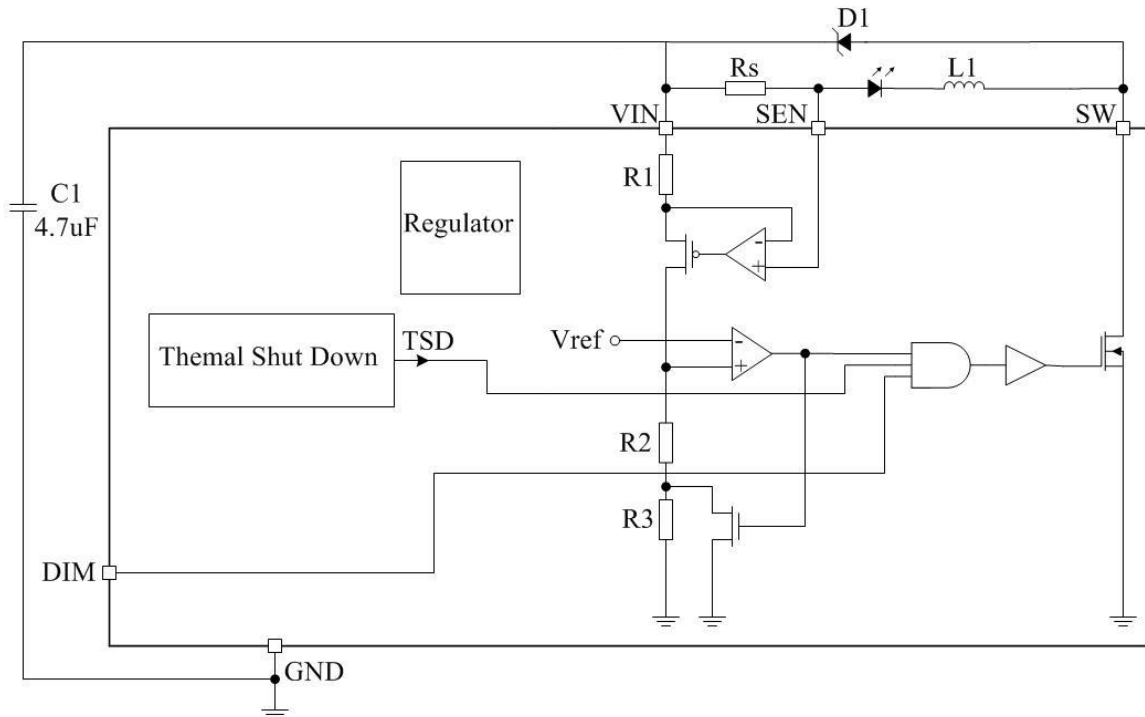 D1
Rs
L1
VIN
SEN
SW
R1
C1
4.7uF
Regulator
-
+
TSD
Themal Shut Down
Vref
-
+
R2
R3
DIM
GND